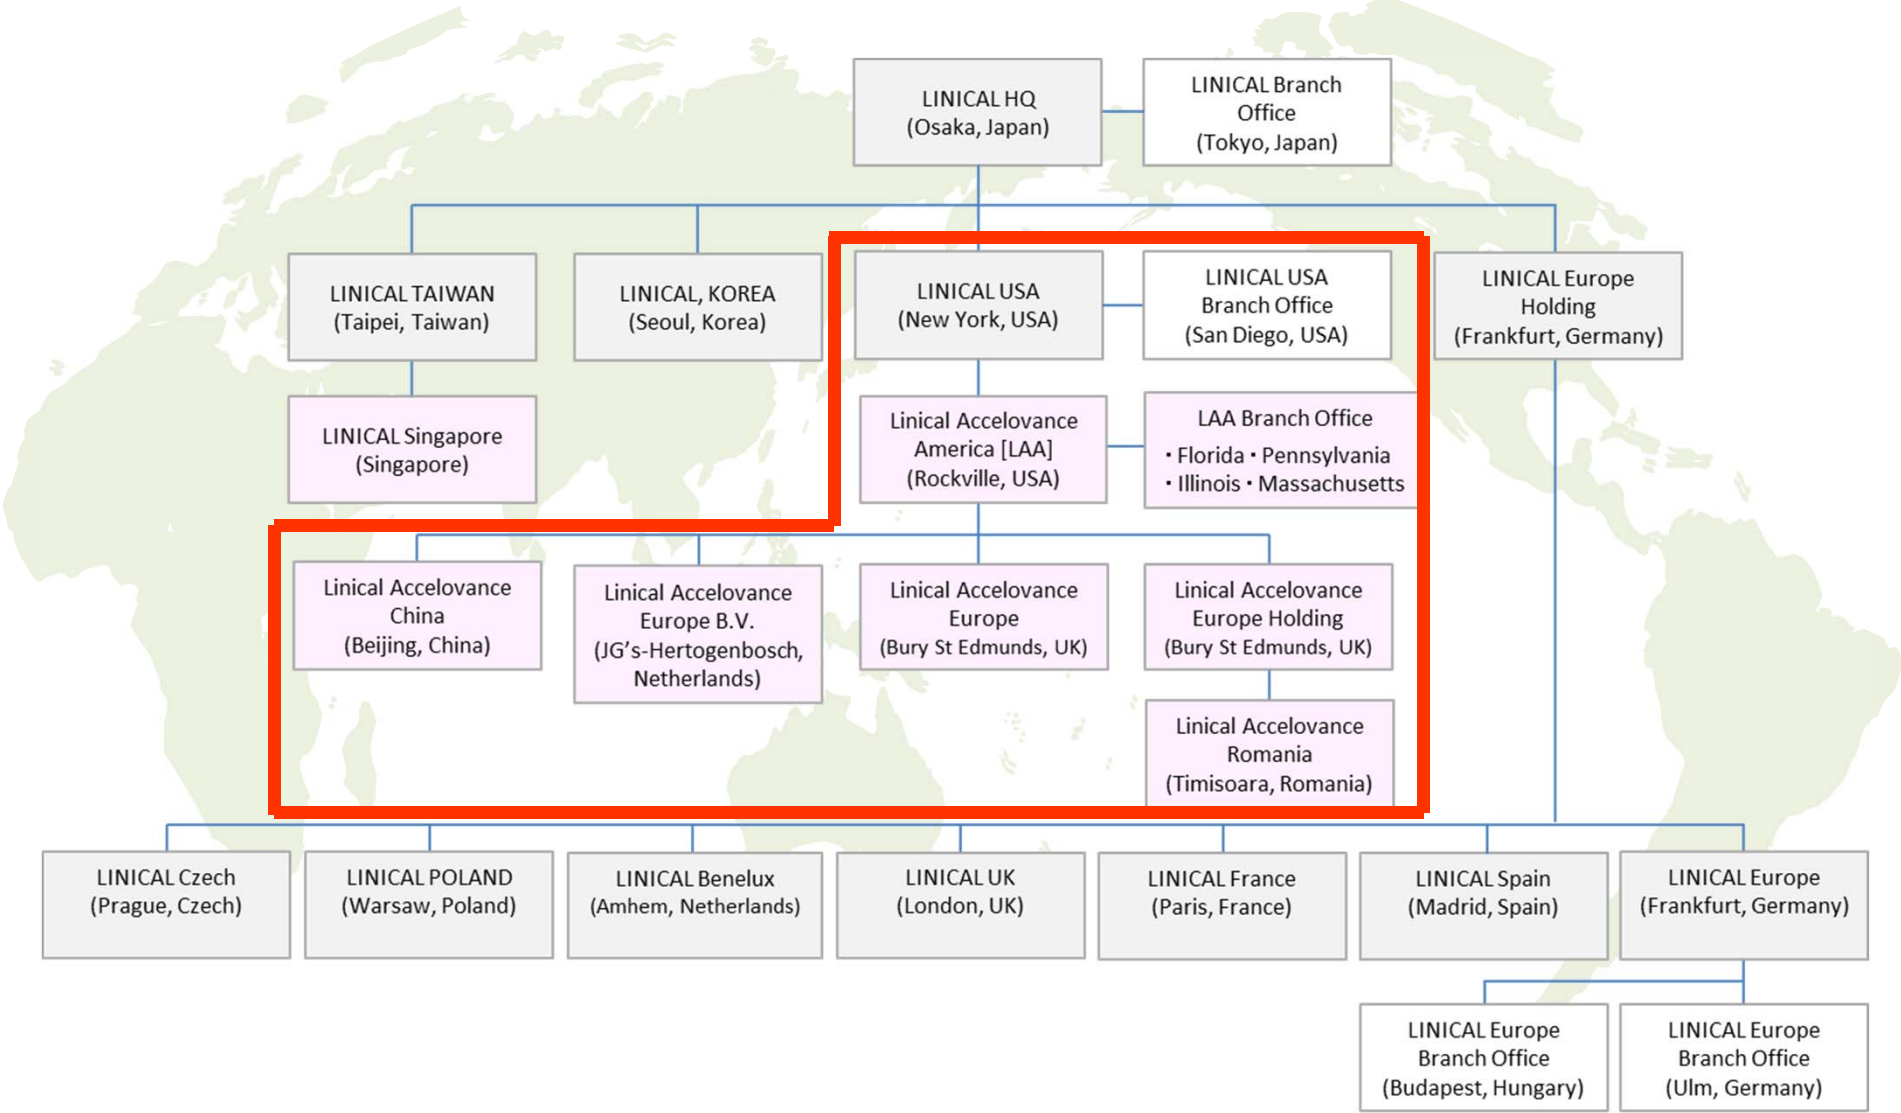 LINICAL HQ
(Osaka, Japan)
LINICAL Branch
Office
(Tokyo, Japan)
LINICAL TAIWAN
(Taipei, Taiwan)
LINICAL, KOREA
(Seoul, Korea)
LINICAL USA
(New York, USA)
LINICAL USA
Branch Office
(San Diego, USA)
LINICAL Europe
Holding
(Frankfurt, Germany)
LINICAL Singapore
(Singapore)
Linical Accelovance
America [LAA]
(Rockville, USA)
LAA Branch Office
・Florida・Pennsylvania
・Illinois・Massachusetts
Linical Accelovance
China
(Beijing, China)
Linical Accelovance
Europe B.V.
(JG’s-Hertogenbosch,
Netherlands)
Linical Accelovance
Europe
(Bury St Edmunds, UK)
Linical Accelovance
Europe Holding
(Bury St Edmunds, UK)
Linical Accelovance
Romania
(Timisoara, Romania)
LINICAL Czech
(Prague, Czech)
LINICAL POLAND
(Warsaw, Poland)
LINICAL Benelux
(Amhem, Netherlands)
LINICAL UK
(London, UK)
LINICAL France
(Paris, France)
LINICAL Spain
(Madrid, Spain)
LINICAL Europe
(Frankfurt, Germany)
LINICAL Europe
Branch Office
(Budapest, Hungary)
LINICAL Europe
Branch Office
(Ulm, Germany)